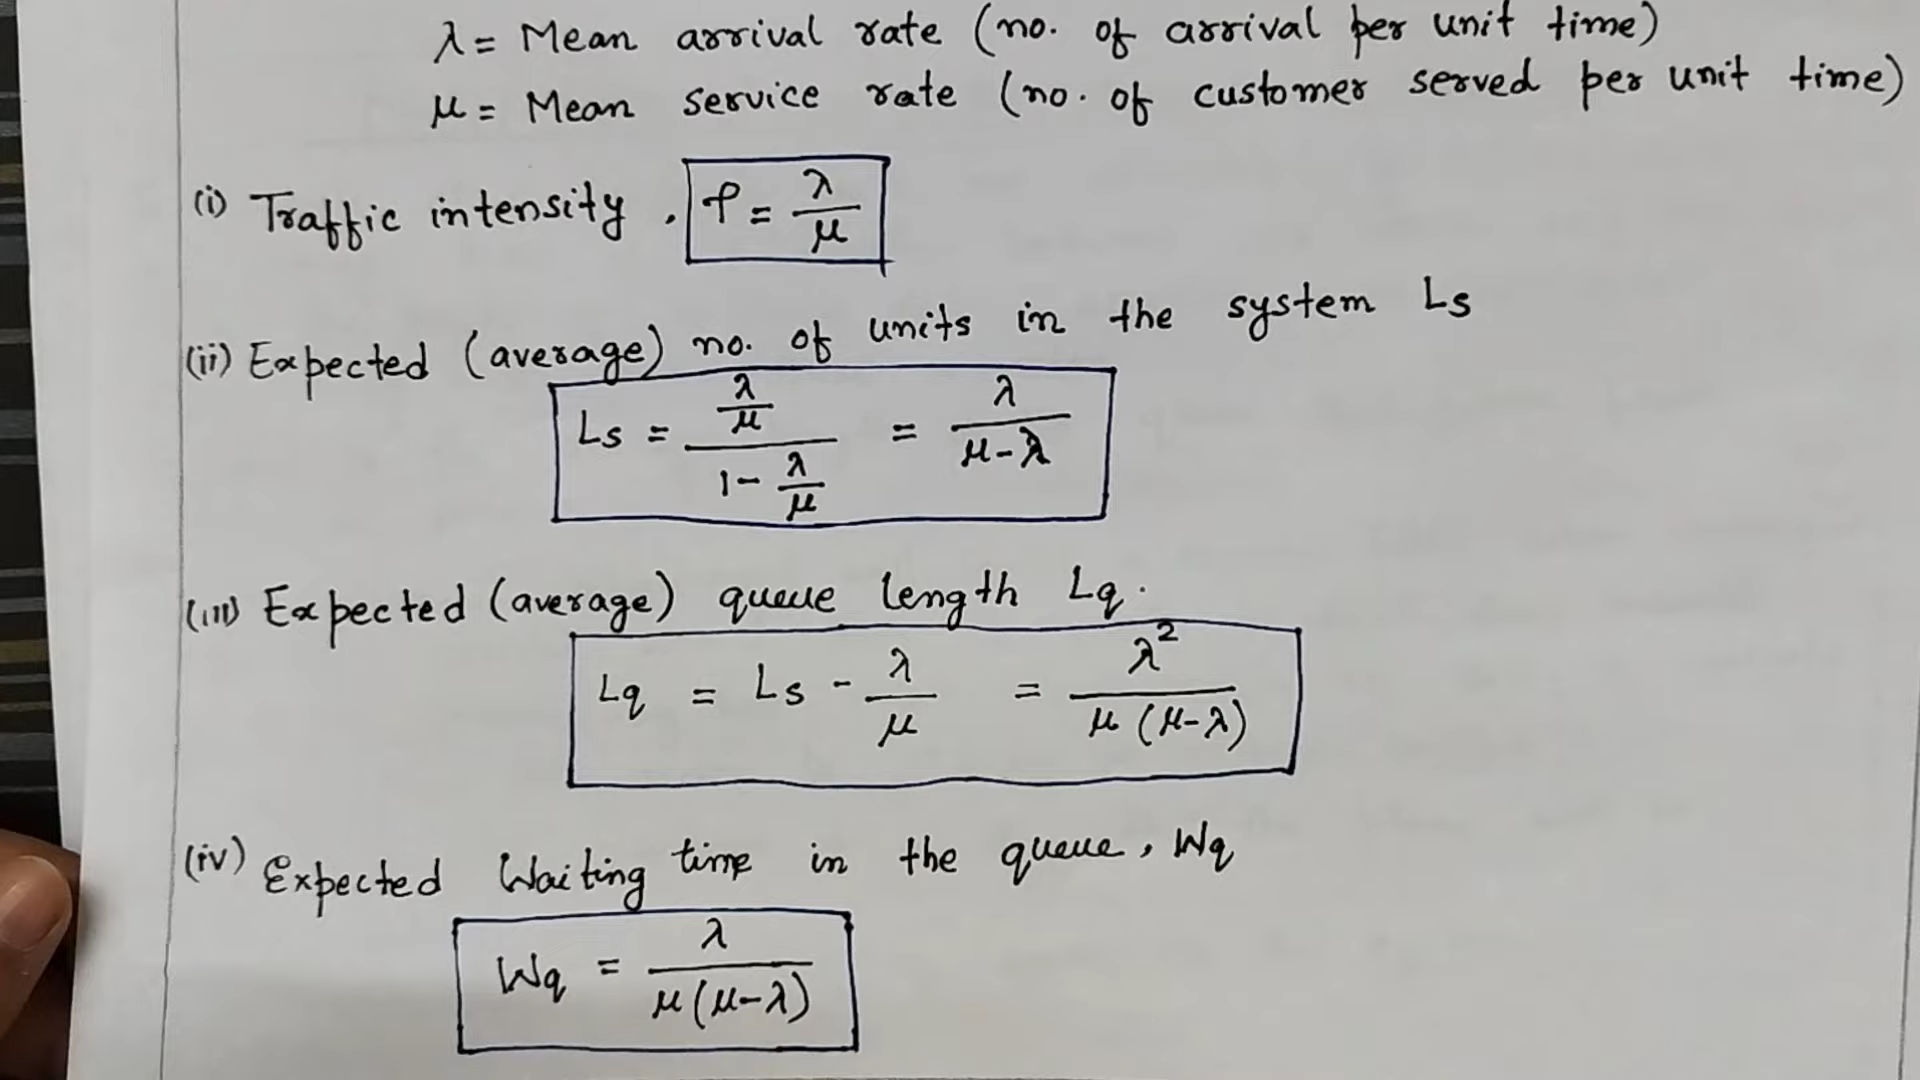 λ = Mean arrival rate (no. of arrival per unit time)
μ = Mean service rate (no. of customer served per unit time)
(i) Traffic intensity, ρ = λ/μ
(ii) Expected (average) no. of units in the system Ls
Ls = (λ/μ)/(1 - λ/μ) = λ/(μ-λ)
(iii) Expected (average) queue length Lq.
Lq = Ls - λ/μ = λ²/(μ(μ-λ))
(iv) Expected Waiting time in the queue, Wq
Wq = λ/(μ(μ-λ))